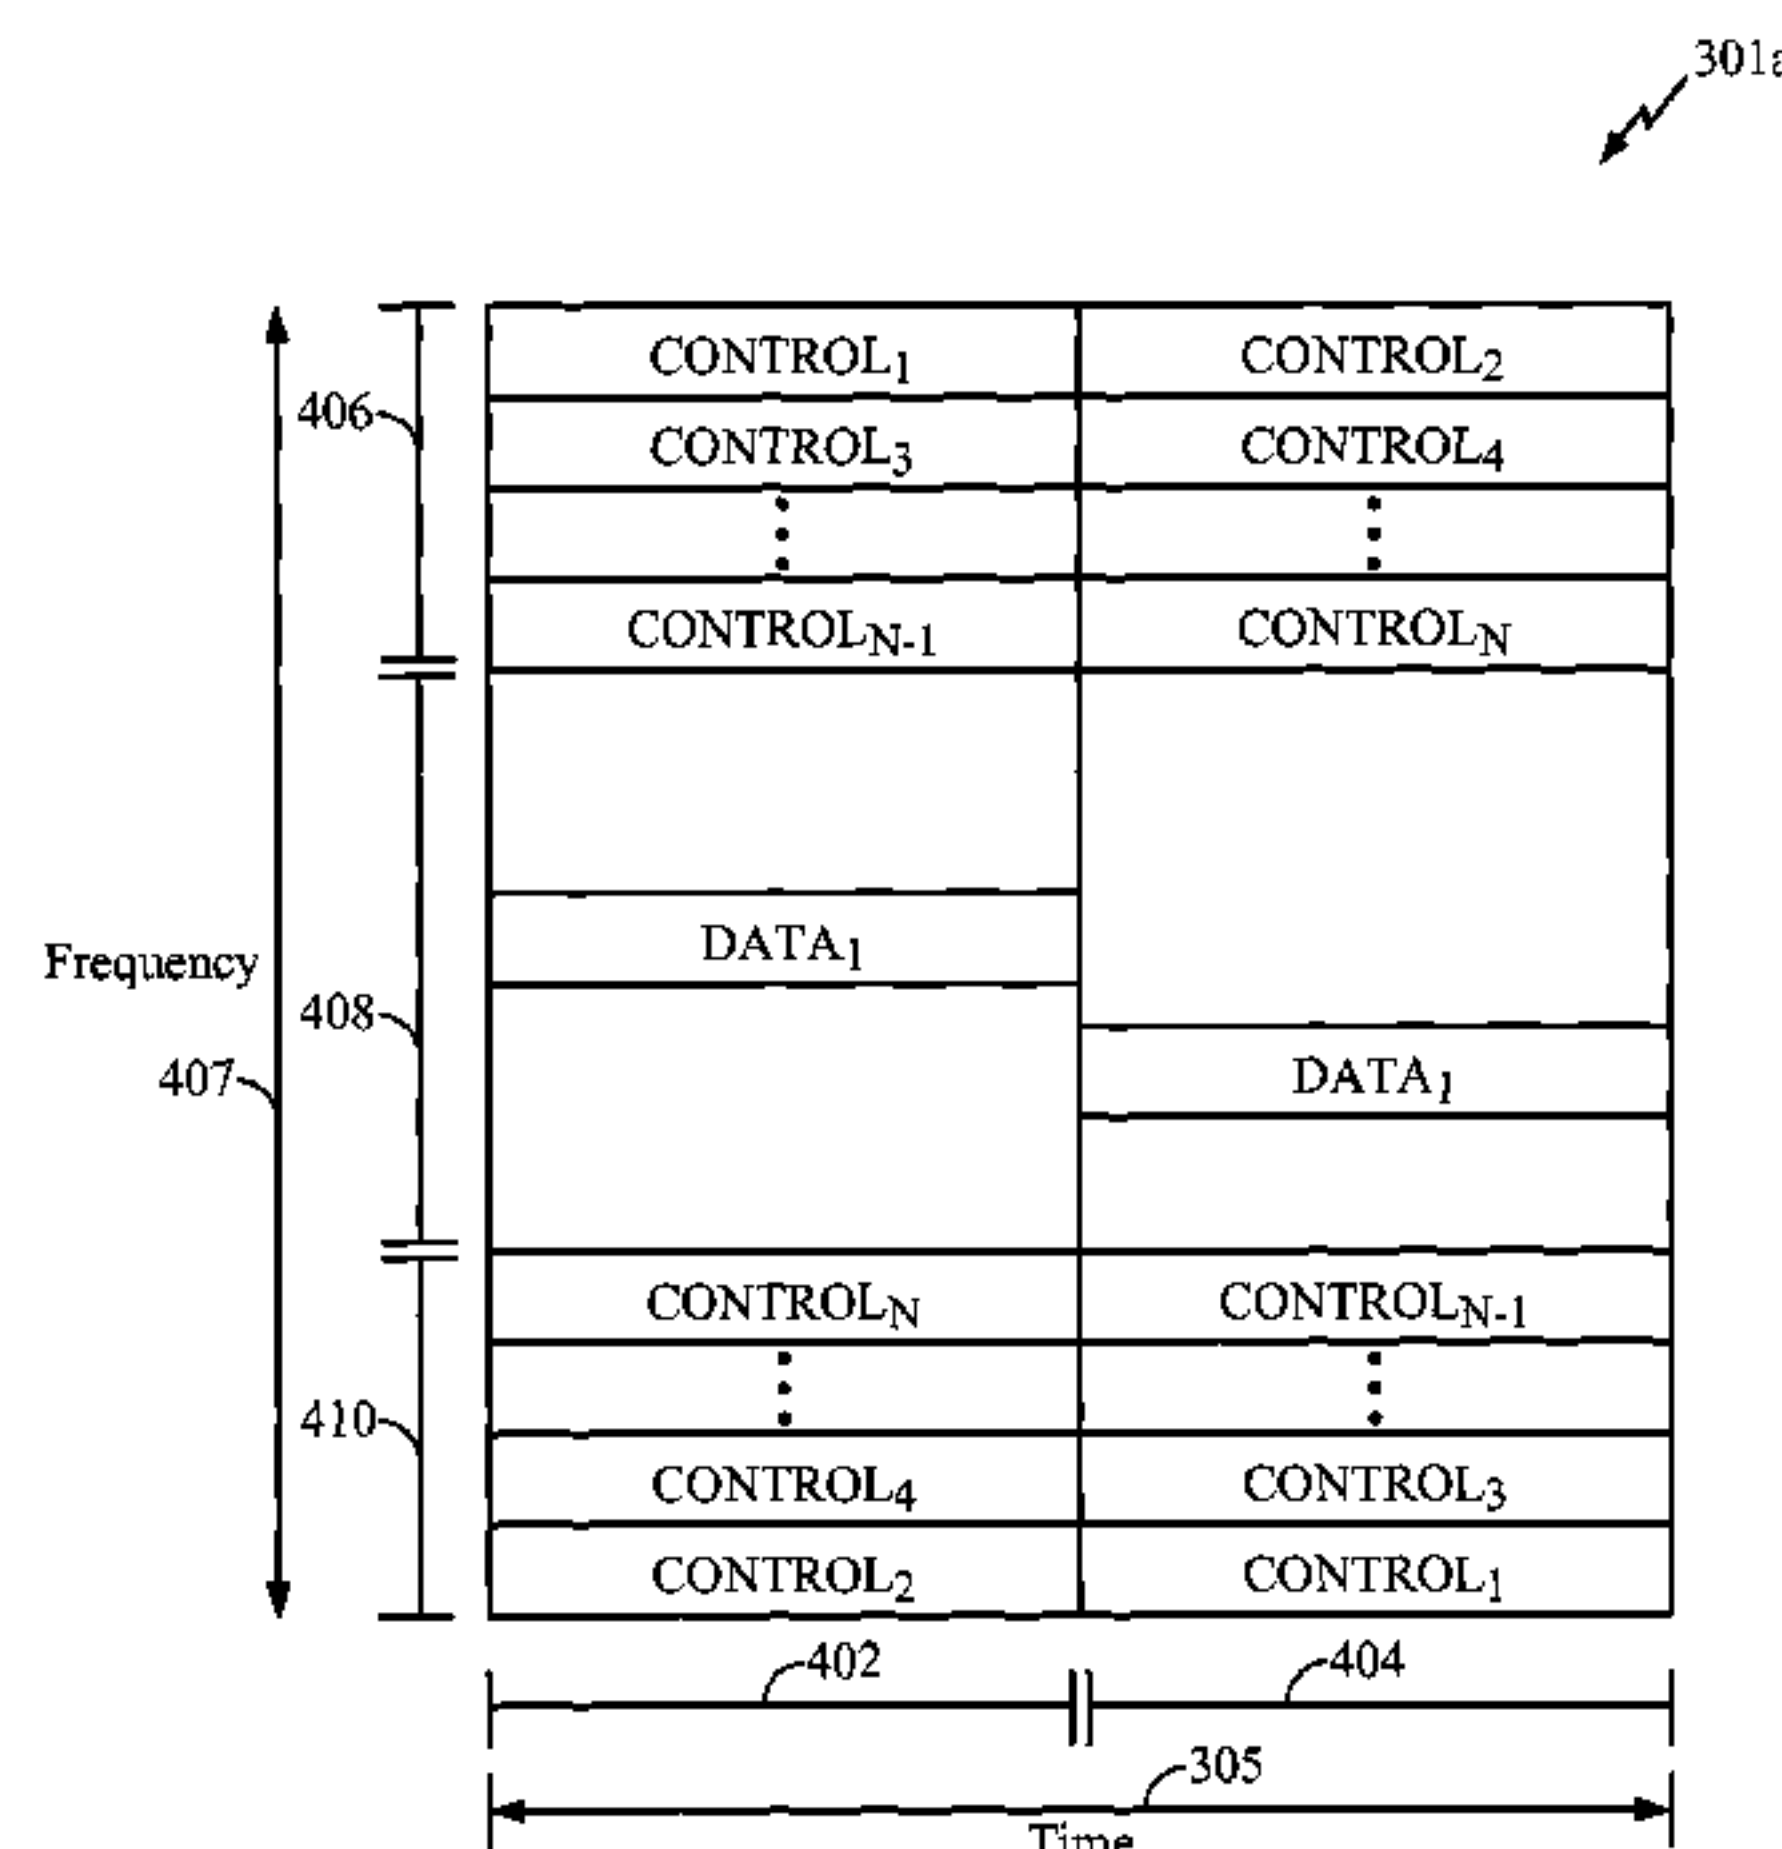 301a
CONTROL1 CONTROL2
406
CONTROL3 CONTROL4
CONTROLN-1 CONTROLN
DATA1
Frequency
408
407
DATA1
CONTROLN CONTROLN-1
410
CONTROL4 CONTROL3
CONTROL2 CONTROL1
402 404
305
Time